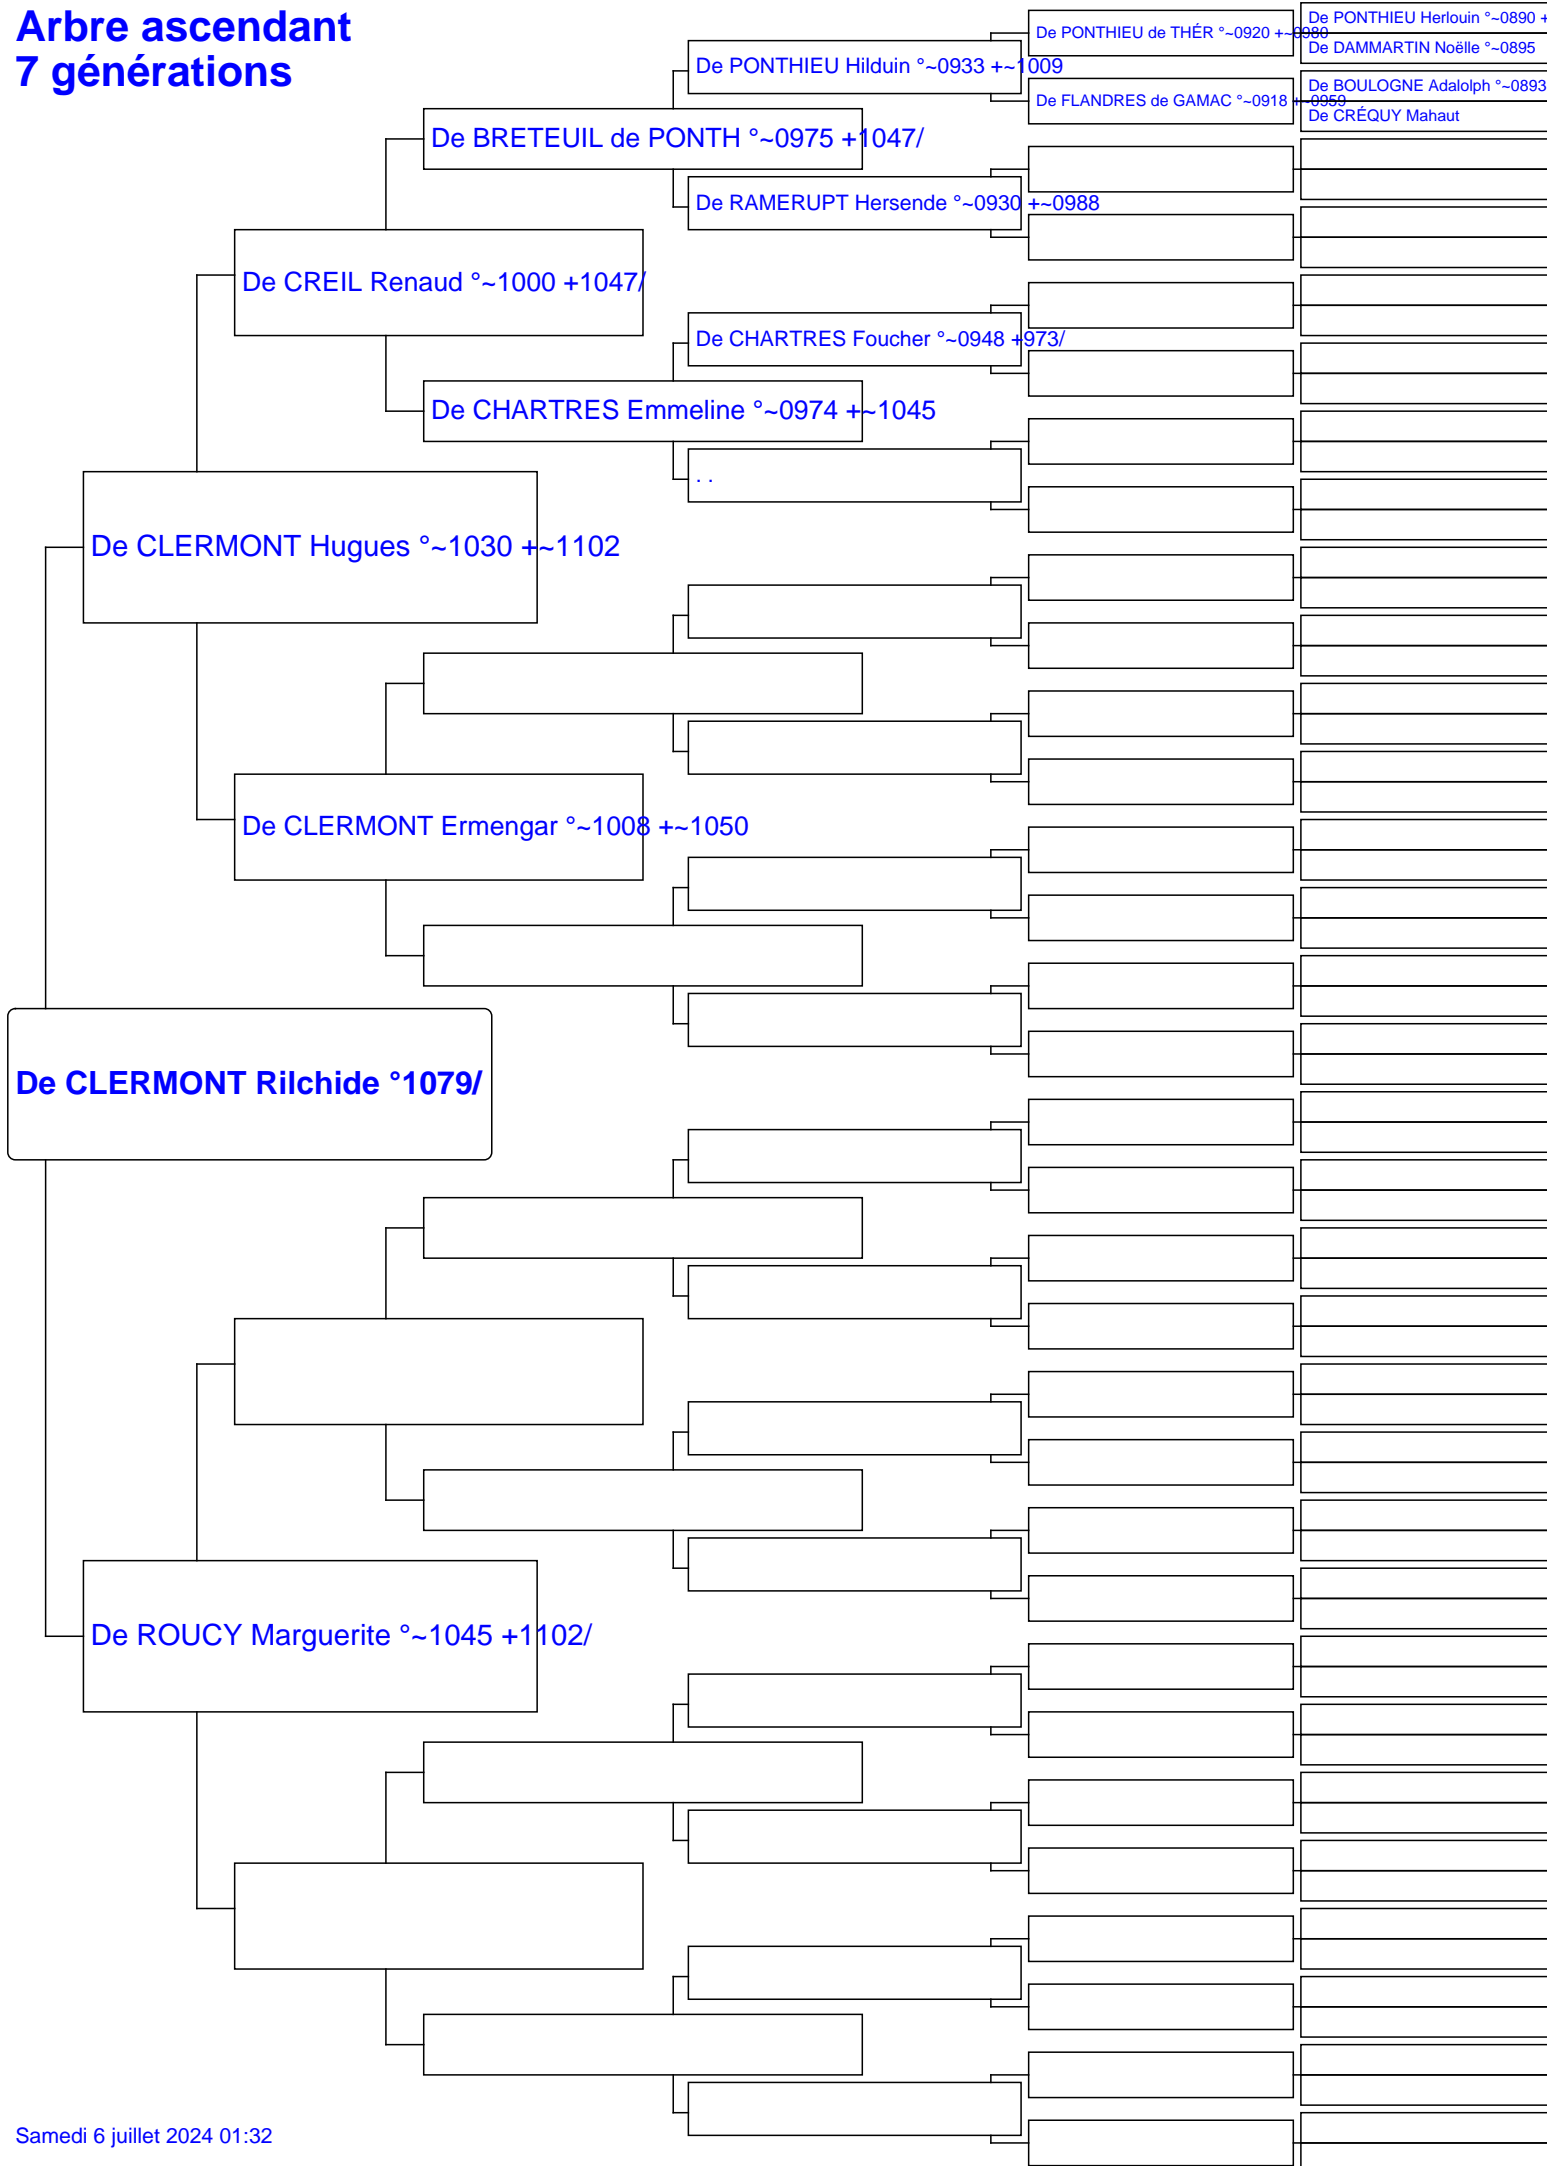 Arbre ascendant
7 générations
De PONTHIEU Herlouin °~0890 +
De PONTHIEU de THÉR °~0920 +~0980
De DAMMARTIN Noëlle °~0895
De PONTHIEU Hilduin °~0933 +~1009
De BOULOGNE Adalolph °~0893
De FLANDRES de GAMAC °~0918 +~0959
De CRÉQUY Mahaut
De BRETEUIL de PONTH °~0975 +1047/
De RAMERUPT Hersende °~0930 +~0988
De CREIL Renaud °~1000 +1047/
De CHARTRES Foucher °~0948 +973/
De CHARTRES Emmeline °~0974 +~1045
. .
De CLERMONT Hugues °~1030 +~1102
De CLERMONT Ermengar °~1008 +~1050
De CLERMONT Rilchide °1079/
De ROUCY Marguerite °~1045 +1102/
Samedi 6 juillet 2024 01:32